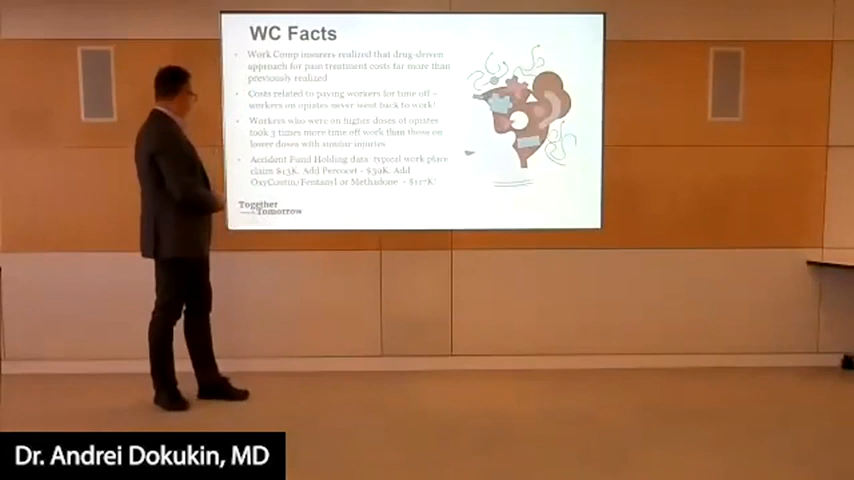 WC Facts
Work Comp insurers realized that drug-driven
approach for pain treatment costs far more than
previously realized
Costs related to paying workers for time off –
workers on opiates never went back to work!
Workers who were on higher doses of opiates
took 3 times more time off work than those on
lower doses with similar injuries
Accident Fund Holding data: typical work place
claim $13K. Add Percocet - $39K. Add
OxyContin/Fentanyl or Methadone - $117K!
Together
Tomorrow
Dr. Andrei Dokukin, MD